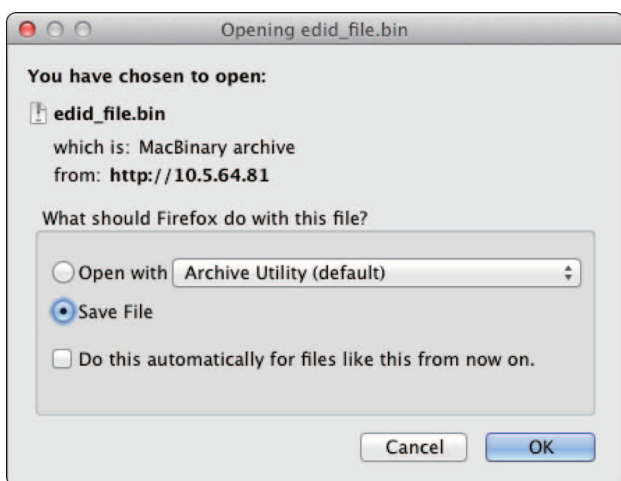 Opening edid_file.bin
You have chosen to open:
edid_file.bin
which is: MacBinary archive
from: http://10.5.64.81
What should Firefox do with this file?
Open with Archive Utility (default)
Save File
Do this automatically for files like this from now on.
Cancel OK